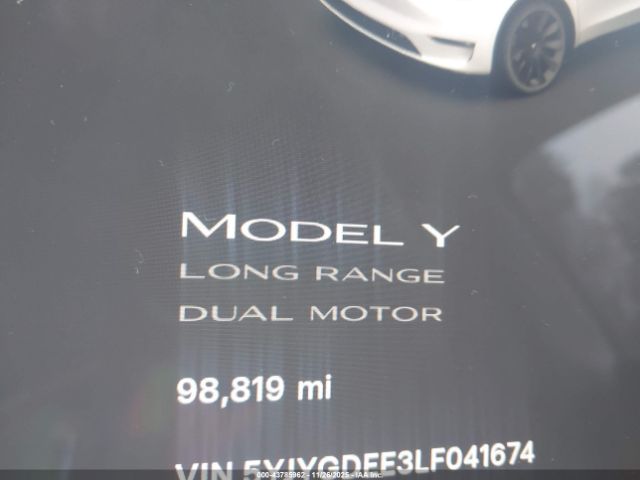 MODEL Y
LONG RANGE
DUAL MOTOR
98,819 mi
VIN 5YJYGDEE3LF041674
000-43785962 - 11/26/2025 - IAA Inc.